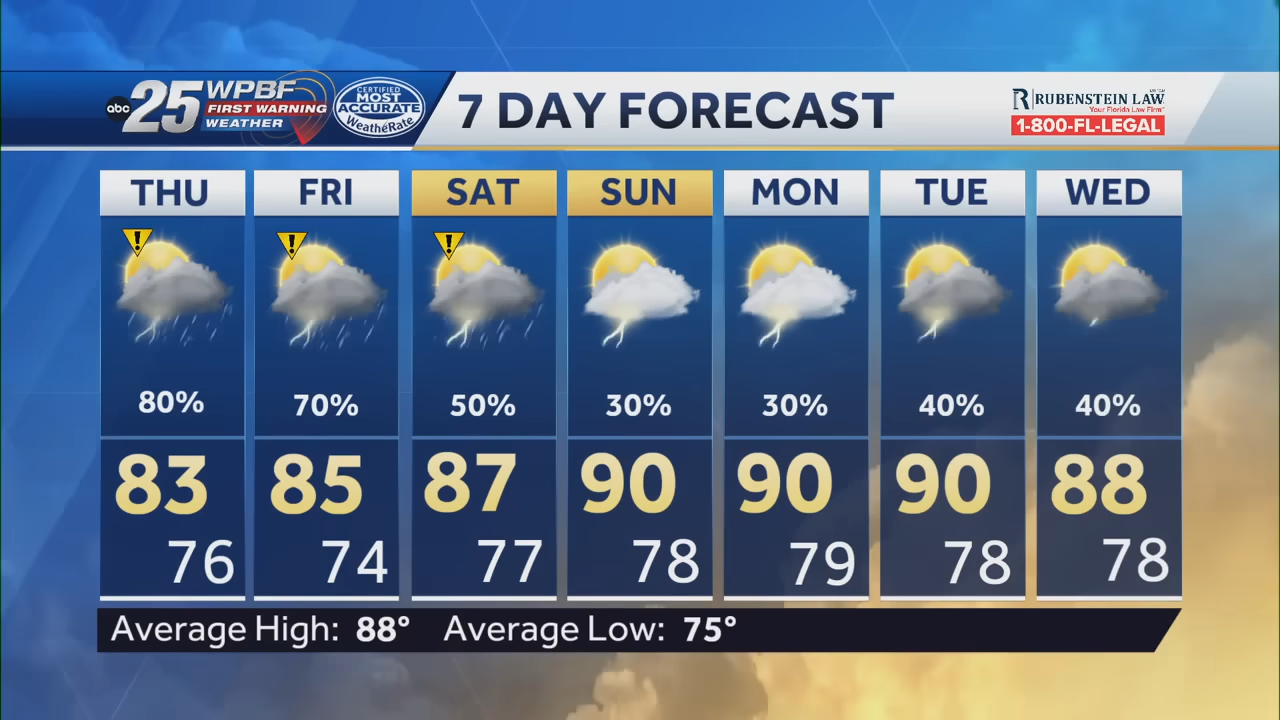 abc 25 WPBF
FIRST WARNING
WEATHER
CERTIFIED
MOST
ACCURATE
WeatheRate
7 DAY FORECAST
RUBENSTEIN LAW
Your Florida Law Firm
1-800-FL-LEGAL
THU FRI SAT SUN MON TUE WED
! ! !
80% 70% 50% 30% 30% 40% 40%
83 85 87 90 90 90 88
76 74 77 78 79 78 78
Average High: 88° Average Low: 75°